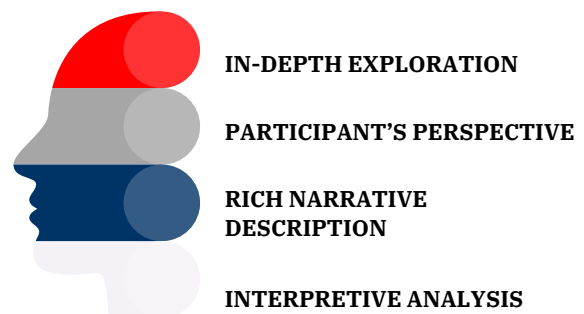 IN-DEPTH EXPLORATION
PARTICIPANT'S PERSPECTIVE
RICH NARRATIVE
DESCRIPTION
INTERPRETIVE ANALYSIS